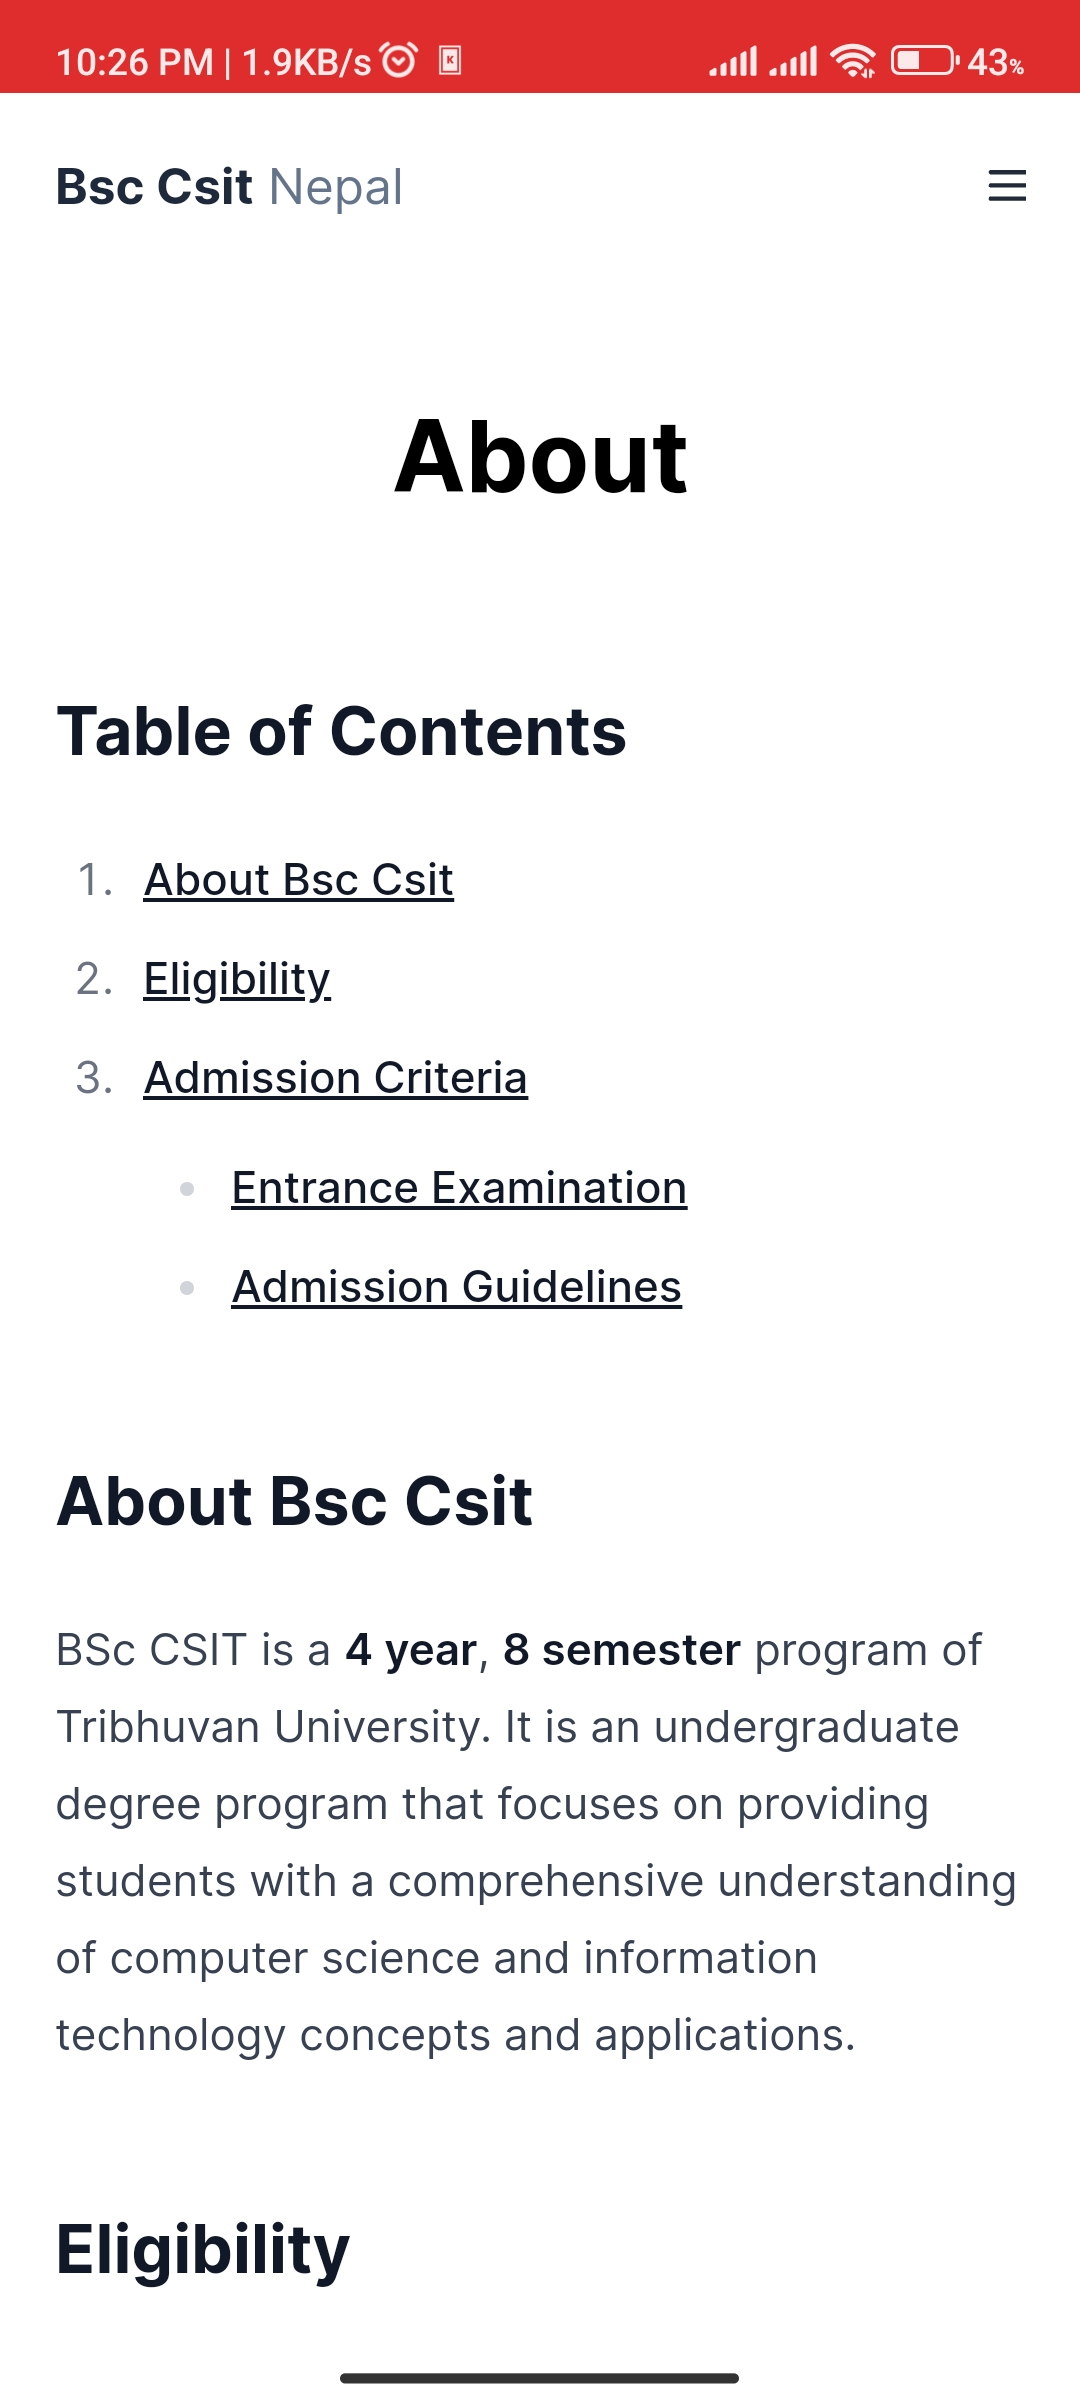 10:26 PM | 1.9KB/s K 43%
Bsc Csit Nepal
About
Table of Contents
1. About Bsc Csit
2. Eligibility
3. Admission Criteria
• Entrance Examination
• Admission Guidelines
About Bsc Csit
BSc CSIT is a 4 year, 8 semester program of
Tribhuvan University. It is an undergraduate
degree program that focuses on providing
students with a comprehensive understanding
of computer science and information
technology concepts and applications.
Eligibility